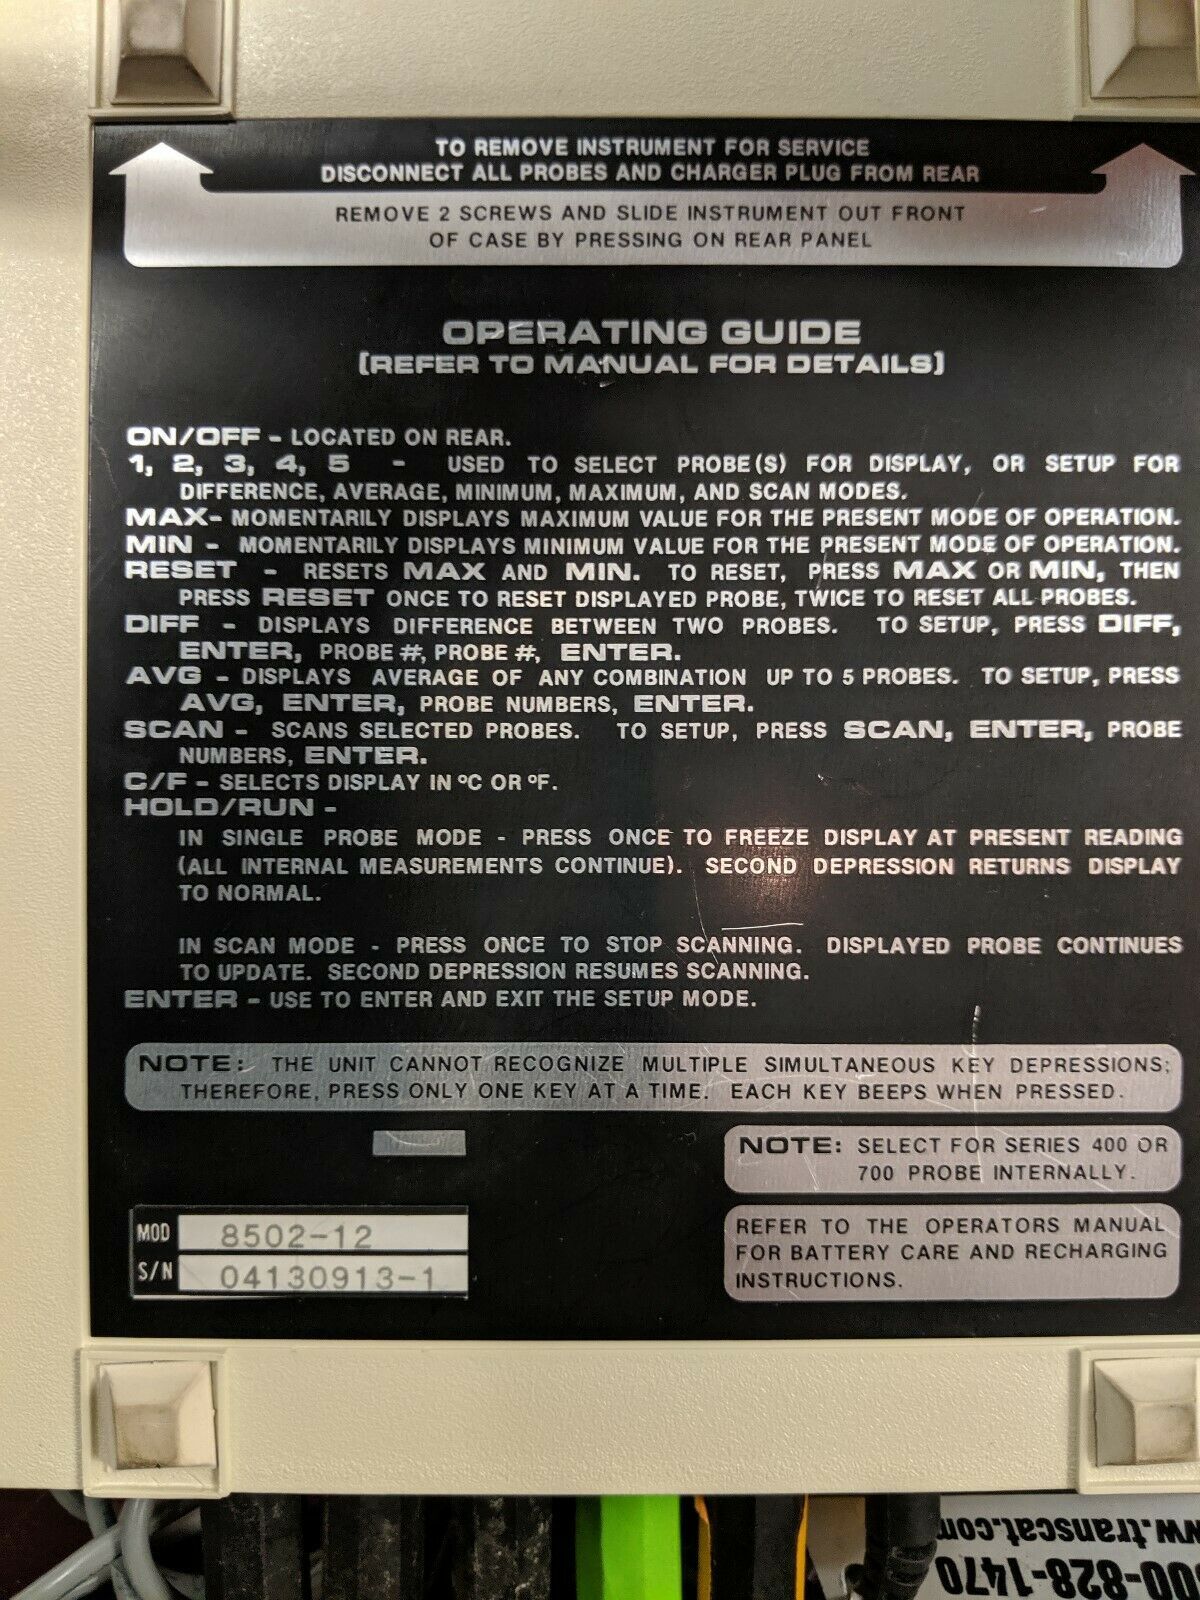 TO REMOVE INSTRUMENT FOR SERVICE
DISCONNECT ALL PROBES AND CHARGER PLUG FROM REAR
REMOVE 2 SCREWS AND SLIDE INSTRUMENT OUT FRONT
OF CASE BY PRESSING ON REAR PANEL
OPERATING GUIDE
[REFER TO MANUAL FOR DETAILS]
ON/OFF - LOCATED ON REAR.
1, 2, 3, 4, 5 - USED TO SELECT PROBE(S) FOR DISPLAY, OR SETUP FOR
DIFFERENCE, AVERAGE, MINIMUM, MAXIMUM, AND SCAN MODES.
MAX- MOMENTARILY DISPLAYS MAXIMUM VALUE FOR THE PRESENT MODE OF OPERATION.
MIN - MOMENTARILY DISPLAYS MINIMUM VALUE FOR THE PRESENT MODE OF OPERATION.
RESET - RESETS MAX AND MIN. TO RESET, PRESS MAX OR MIN, THEN
PRESS RESET ONCE TO RESET DISPLAYED PROBE, TWICE TO RESET ALL PROBES.
DIFF - DISPLAYS DIFFERENCE BETWEEN TWO PROBES. TO SETUP, PRESS DIFF,
ENTER, PROBE #, PROBE #, ENTER.
AVG - DISPLAYS AVERAGE OF ANY COMBINATION UP TO 5 PROBES. TO SETUP, PRESS
AVG, ENTER, PROBE NUMBERS, ENTER.
SCAN - SCANS SELECTED PROBES. TO SETUP, PRESS SCAN, ENTER, PROBE
NUMBERS, ENTER.
C/F - SELECTS DISPLAY IN °C OR °F.
HOLD/RUN -
IN SINGLE PROBE MODE - PRESS ONCE TO FREEZE DISPLAY AT PRESENT READING
(ALL INTERNAL MEASUREMENTS CONTINUE). SECOND DEPRESSION RETURNS DISPLAY
TO NORMAL.
IN SCAN MODE - PRESS ONCE TO STOP SCANNING. DISPLAYED PROBE CONTINUES
TO UPDATE. SECOND DEPRESSION RESUMES SCANNING.
ENTER - USE TO ENTER AND EXIT THE SETUP MODE.
NOTE: THE UNIT CANNOT RECOGNIZE MULTIPLE SIMULTANEOUS KEY DEPRESSIONS;
THEREFORE, PRESS ONLY ONE KEY AT A TIME. EACH KEY BEEPS WHEN PRESSED.
NOTE: SELECT FOR SERIES 400 OR
700 PROBE INTERNALLY.
MOD 8502-12
S/N 04130913-1
REFER TO THE OPERATORS MANUAL
FOR BATTERY CARE AND RECHARGING
INSTRUCTIONS.
ww.transcat.com
00-828-1470